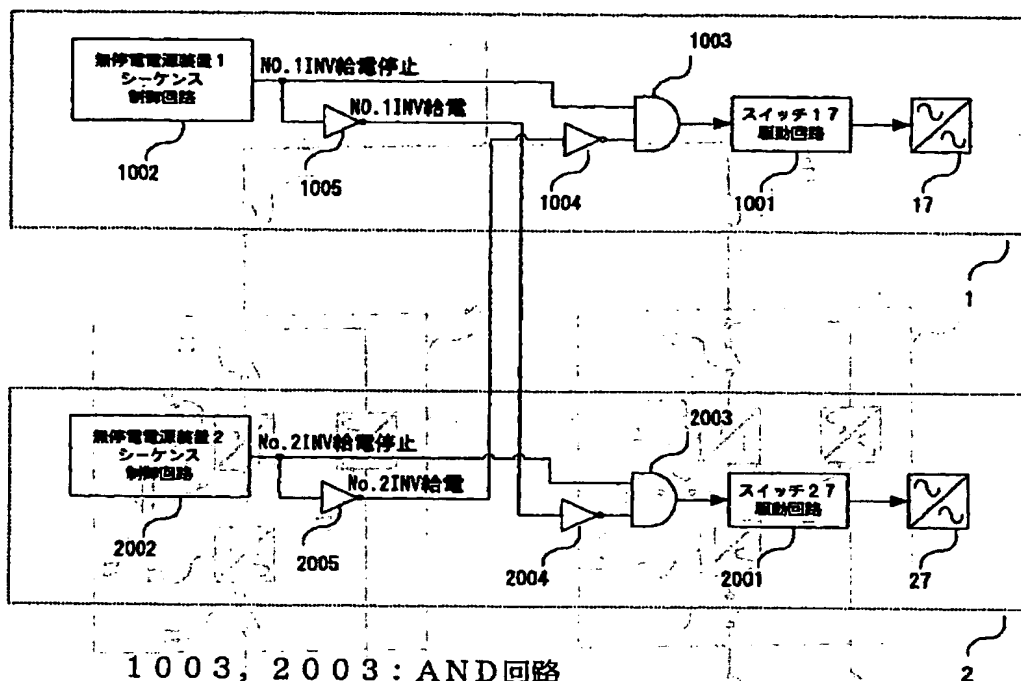 無停電電源装置1
シーケンス
制御回路
1002
NO.1INV給電停止
NO.1INV給電
1005
1004
1003
スイッチ17
駆動回路
1001
17
1
無停電電源装置2
シーケンス
制御回路
2002
No.2INV給電停止
No.2INV給電
2005
2004
2003
スイッチ27
駆動回路
2001
27
2
1003, 2003:AND回路